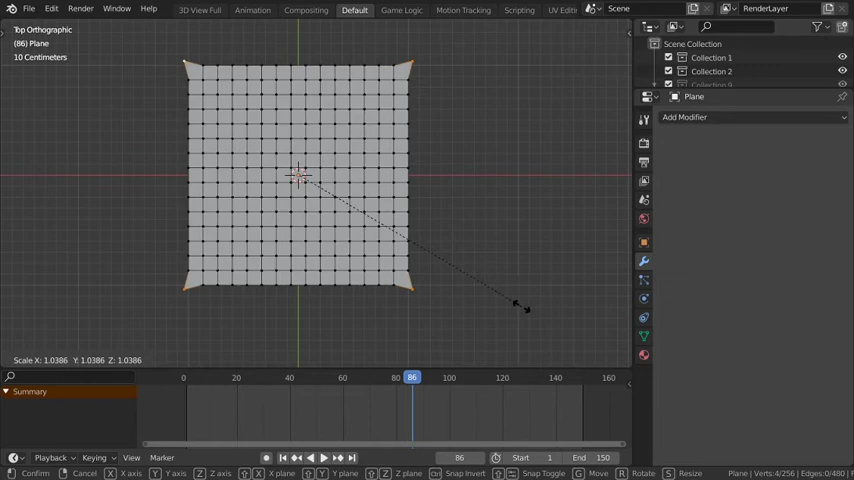 File Edit Render Window Help 3D View Full Animation Compositing Default Game Logic Motion Tracking Scripting UV Editi Scene RenderLayer
Top Orthographic
(86) Plane
10 Centimeters
Scene Collection
Collection 1
Collection 2
Collection 9
Plane
Add Modifier
Scale X: 1.0386 Y: 1.0386 Z: 1.0386
0 20 40 60 80 86 100 120 140 160
Summary
Playback Keying View Marker 86 Start 1 End 150
Confirm Cancel X X axis Y Y axis Z Z axis X X plane Y Y plane Z Z plane Ctrl Snap Invert Snap Toggle G Move R Rotate S Resize Plane | Verts:4/256 | Edges:0/480 | F